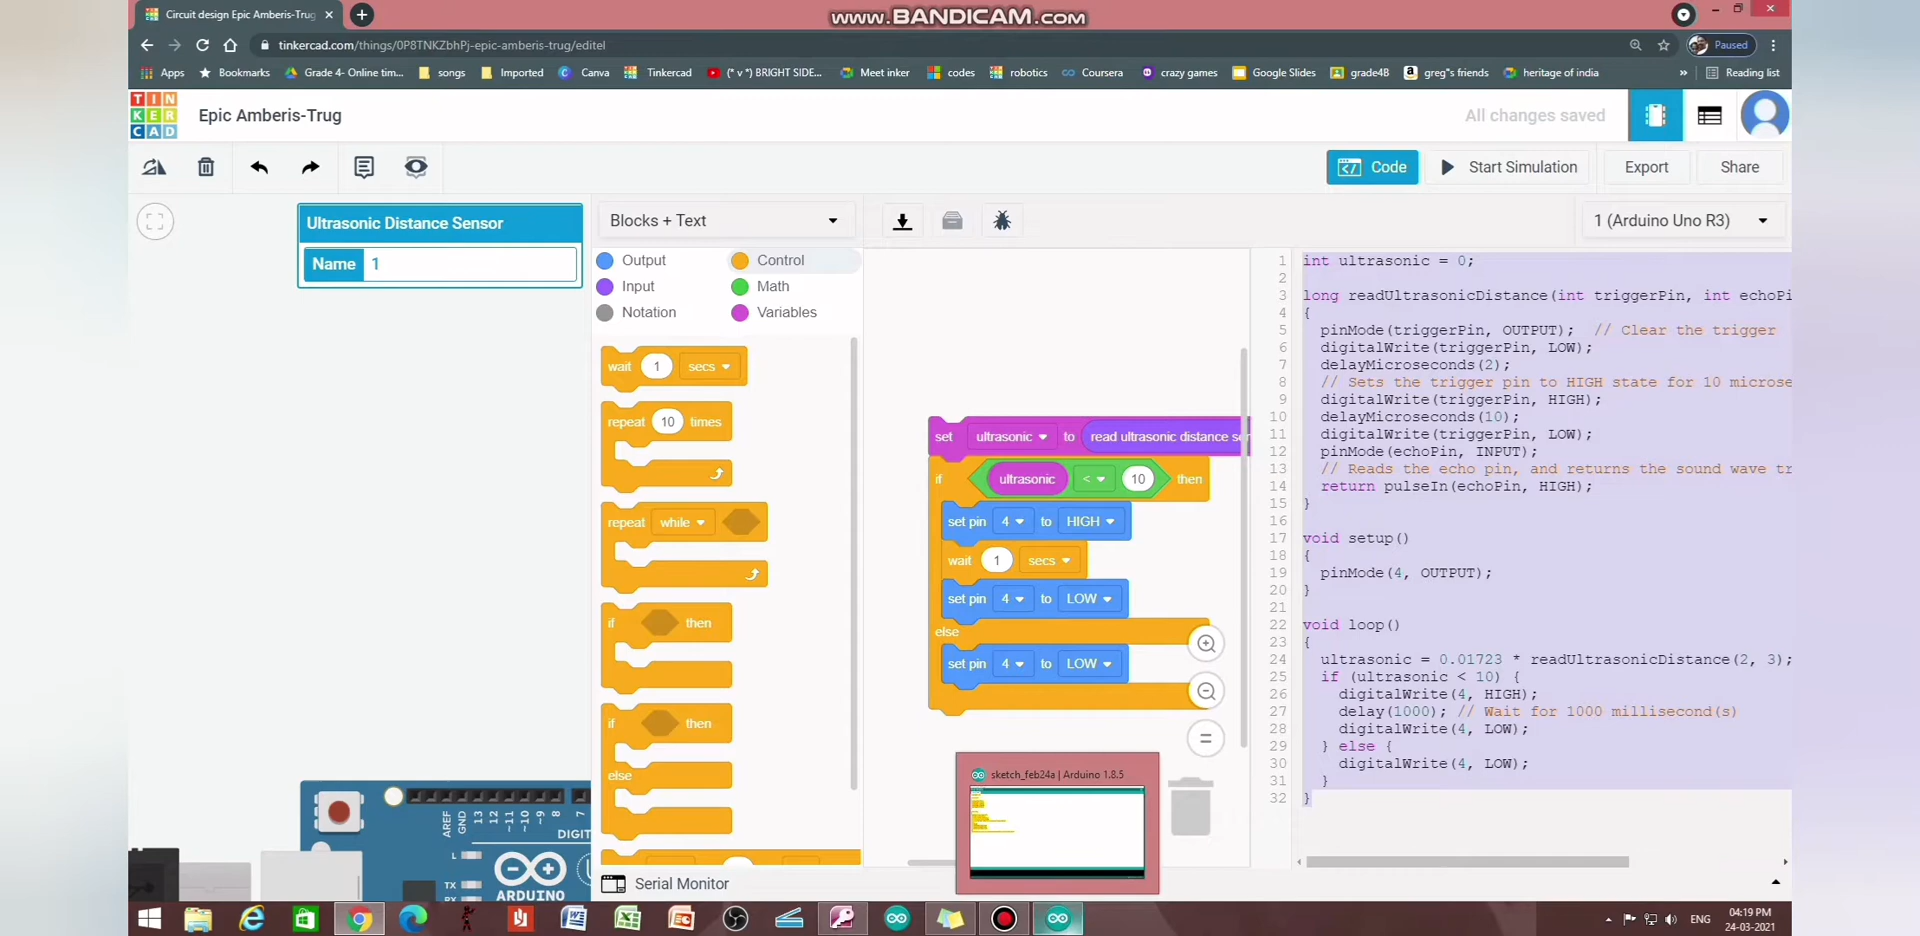 Circuit design Epic Amberis-Trug
WWW.BANDICAM.COM
tinkercad.com/things/0P8TNKZbhPj-epic-amberis-trug/editel
Paused
Apps
Bookmarks
Grade 4- Online tim...
songs
Imported
Canva
Tinkercad
(* v *) BRIGHT SIDE...
Meet inker
codes
robotics
Coursera
crazy games
Google Slides
grade4B
greg"s friends
heritage of india
»
Reading list
TIN
KER
CAD
Epic Amberis-Trug
All changes saved
Code
Start Simulation
Export
Share
Ultrasonic Distance Sensor
Name 1
Blocks + Text
1 (Arduino Uno R3)
Output
Control
Input
Math
Notation
Variables
wait 1 secs
repeat 10 times
repeat while
if then
if then
else
set ultrasonic to read ultrasonic distance se
if ultrasonic < 10 then
set pin 4 to HIGH
wait 1 secs
set pin 4 to LOW
else
set pin 4 to LOW
1 int ultrasonic = 0;
2
3 long readUltrasonicDistance(int triggerPin, int echoPi
4 {
5 pinMode(triggerPin, OUTPUT); // Clear the trigger
6 digitalWrite(triggerPin, LOW);
7 delayMicroseconds(2);
8 // Sets the trigger pin to HIGH state for 10 microse
9 digitalWrite(triggerPin, HIGH);
10 delayMicroseconds(10);
11 digitalWrite(triggerPin, LOW);
12 pinMode(echoPin, INPUT);
13 // Reads the echo pin, and returns the sound wave tr
14 return pulseIn(echoPin, HIGH);
15 }
16
17 void setup()
18 {
19 pinMode(4, OUTPUT);
20 }
21
22 void loop()
23 {
24 ultrasonic = 0.01723 * readUltrasonicDistance(2, 3);
25 if (ultrasonic < 10) {
26 digitalWrite(4, HIGH);
27 delay(1000); // Wait for 1000 millisecond(s)
28 digitalWrite(4, LOW);
29 } else {
30 digitalWrite(4, LOW);
31 }
32 }
sketch_feb24a | Arduino 1.8.5
AREF
GND
13
12
~11
~10
~9
8
7
DIGIT
L
TX
ARDUINO
Serial Monitor
ENG
04:19 PM
24-03-2021